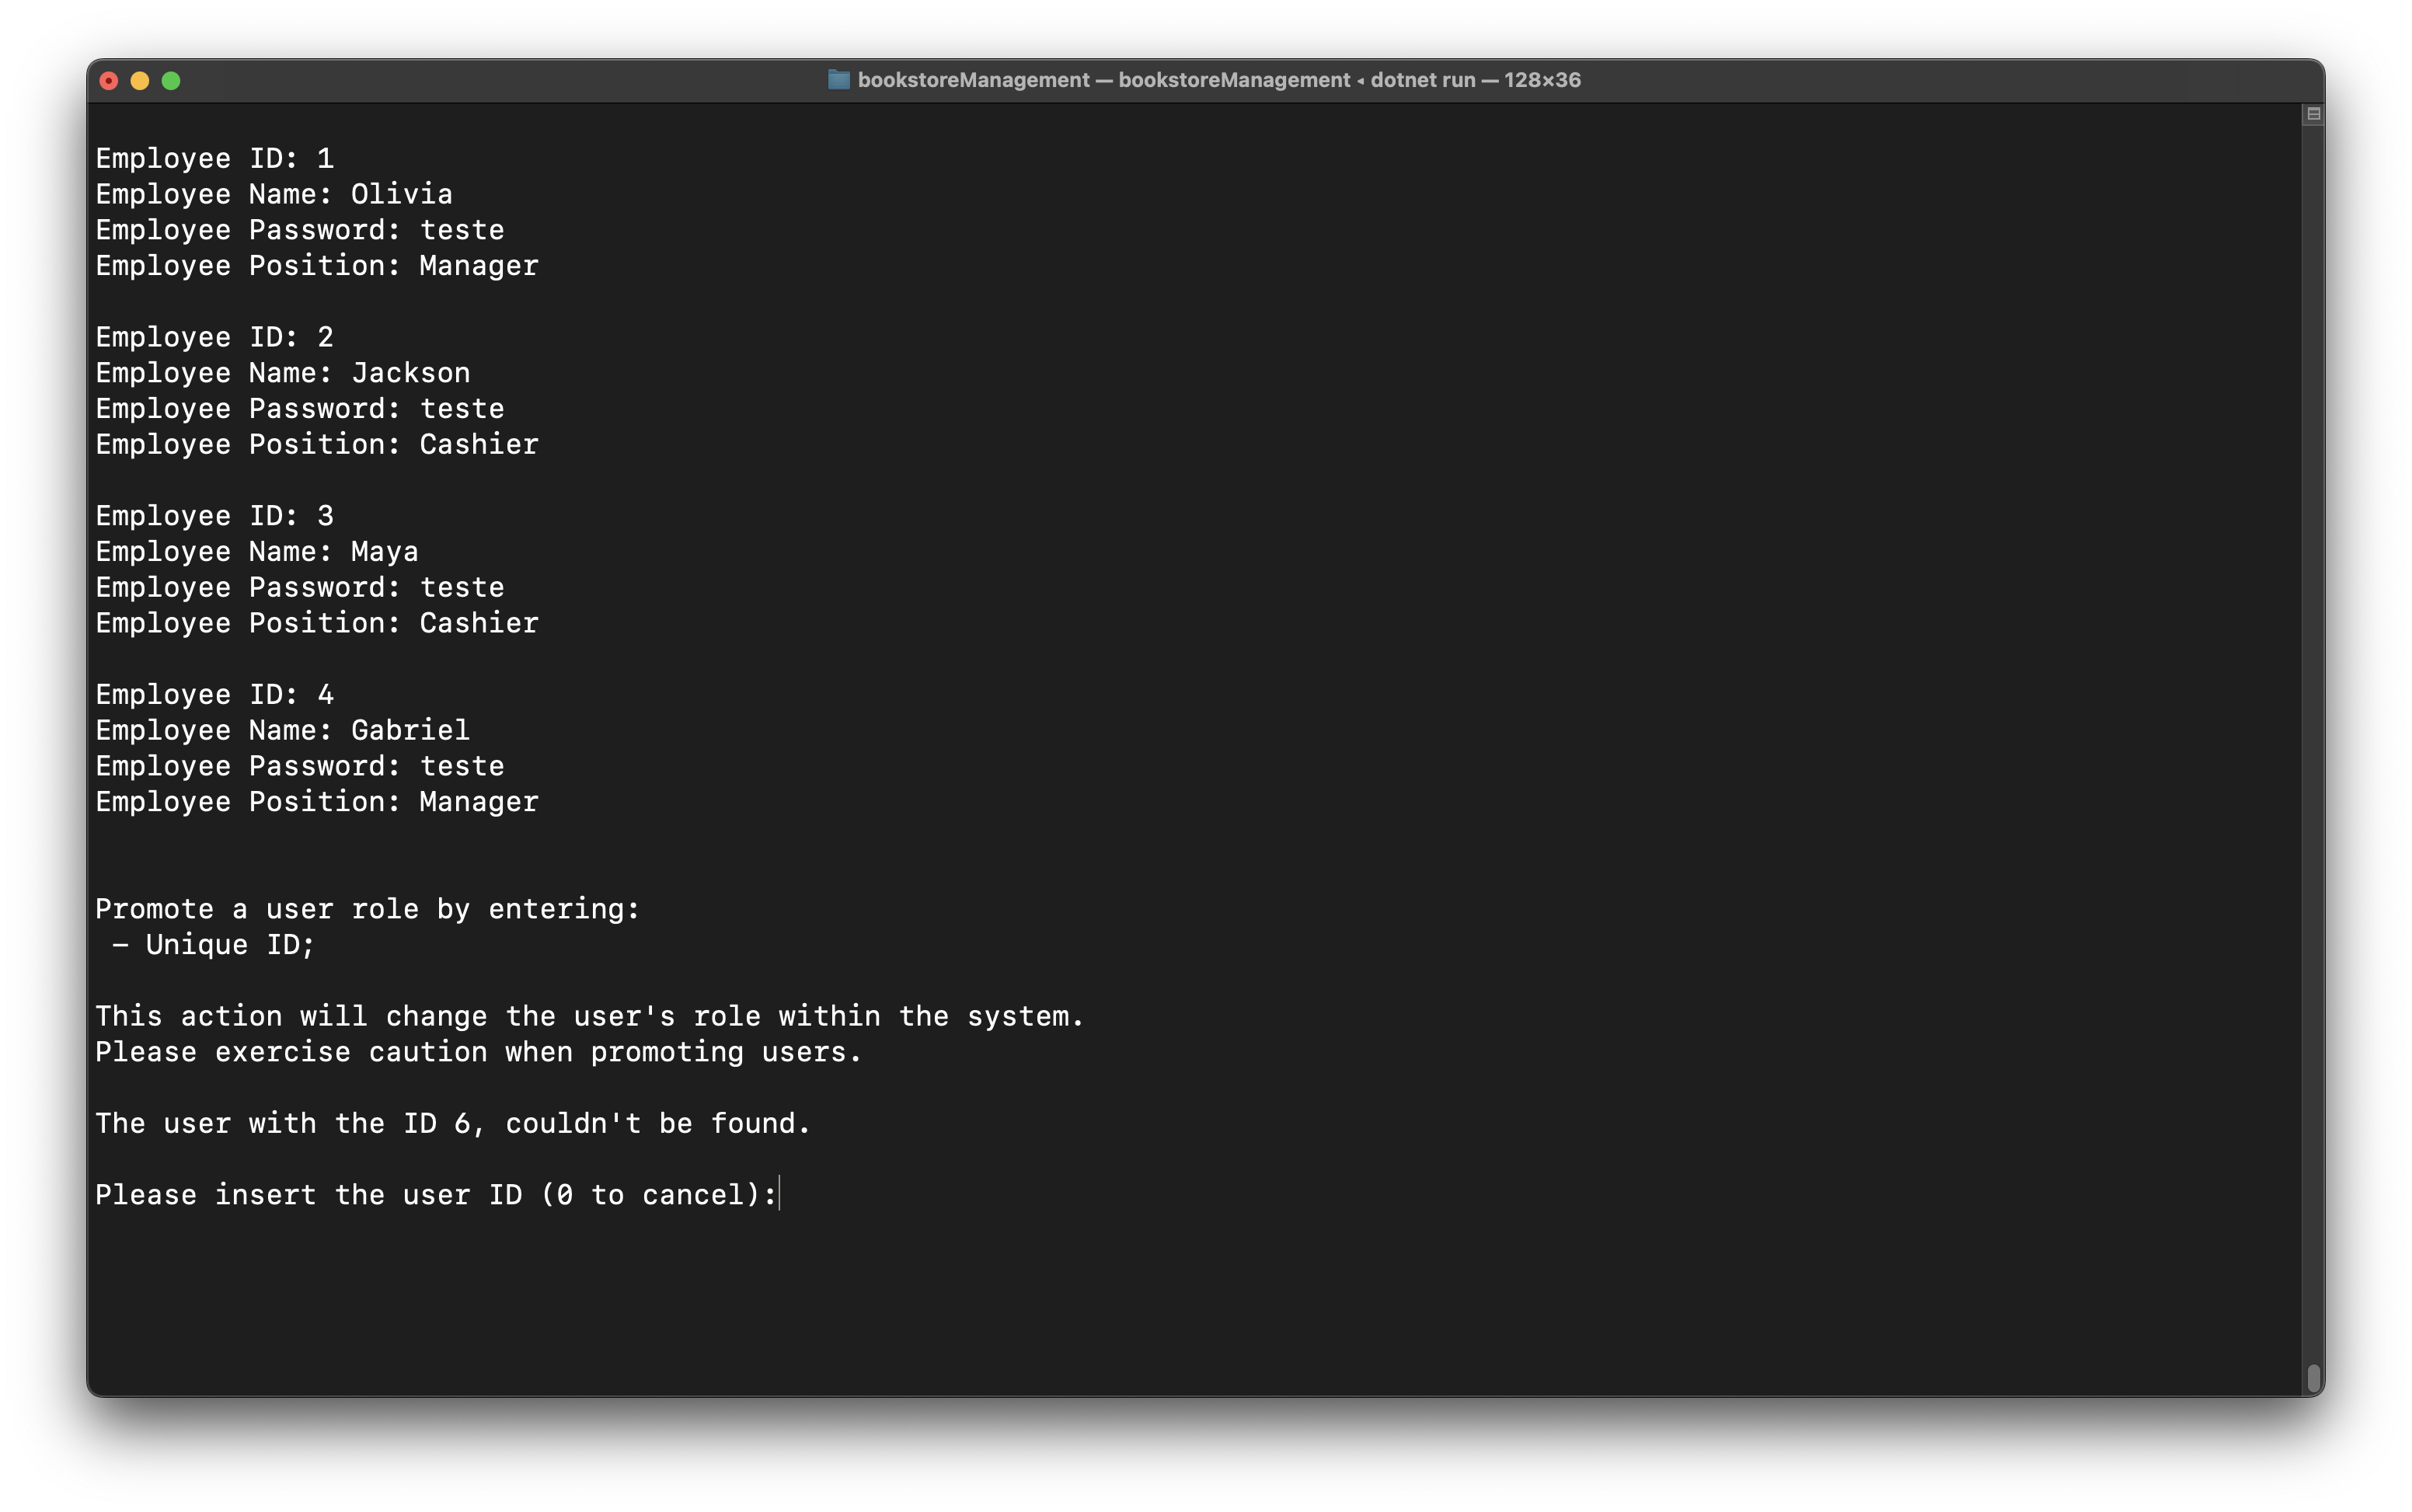 bookstoreManagement — bookstoreManagement ◂ dotnet run — 128×36
Employee ID: 1
Employee Name: Olivia
Employee Password: teste
Employee Position: Manager
Employee ID: 2
Employee Name: Jackson
Employee Password: teste
Employee Position: Cashier
Employee ID: 3
Employee Name: Maya
Employee Password: teste
Employee Position: Cashier
Employee ID: 4
Employee Name: Gabriel
Employee Password: teste
Employee Position: Manager
Promote a user role by entering:
- Unique ID;
This action will change the user's role within the system.
Please exercise caution when promoting users.
The user with the ID 6, couldn't be found.
Please insert the user ID (0 to cancel):